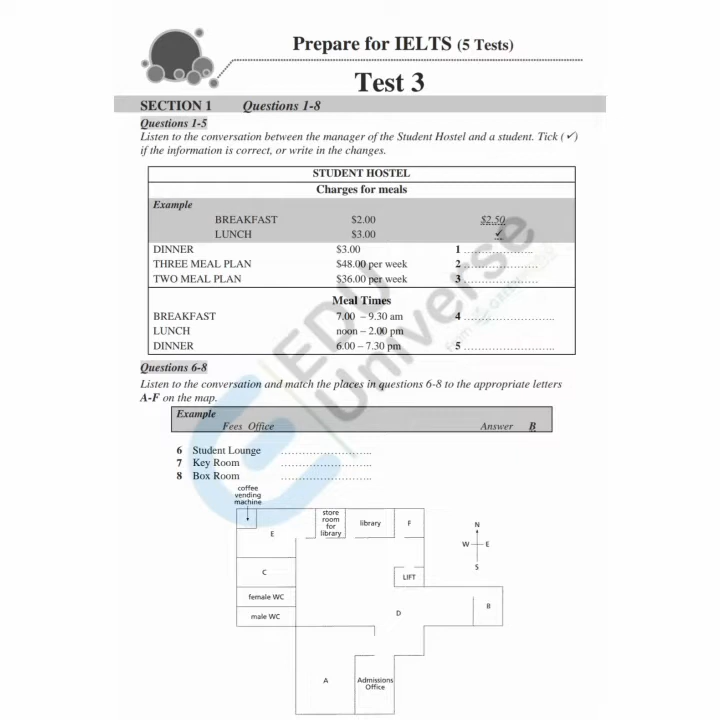 Prepare for IELTS (5 Tests)
Test 3
SECTION 1 Questions 1-8
Questions 1-5
Listen to the conversation between the manager of the Student Hostel and a student. Tick (✓)
if the information is correct, or write in the changes.
STUDENT HOSTEL
Charges for meals
Example
BREAKFAST $2.00 $2.50
LUNCH $3.00 ✓
DINNER $3.00 1 ......................
THREE MEAL PLAN $48.00 per week 2 ......................
TWO MEAL PLAN $36.00 per week 3 ......................
Meal Times
BREAKFAST 7.00 – 9.30 am 4 ............................
LUNCH noon – 2.00 pm
DINNER 6.00 – 7.30 pm 5 ............................
Questions 6-8
Listen to the conversation and match the places in questions 6-8 to the appropriate letters
A-F on the map.
Example
Fees Office Answer B
6 Student Lounge ............................
7 Key Room ............................
8 Box Room ............................
coffee
vending
machine
E
store
room
for
library
library
F
N
W E
S
C
LIFT
female WC
male WC
D
B
A
Admissions
Office
EDU
Universe